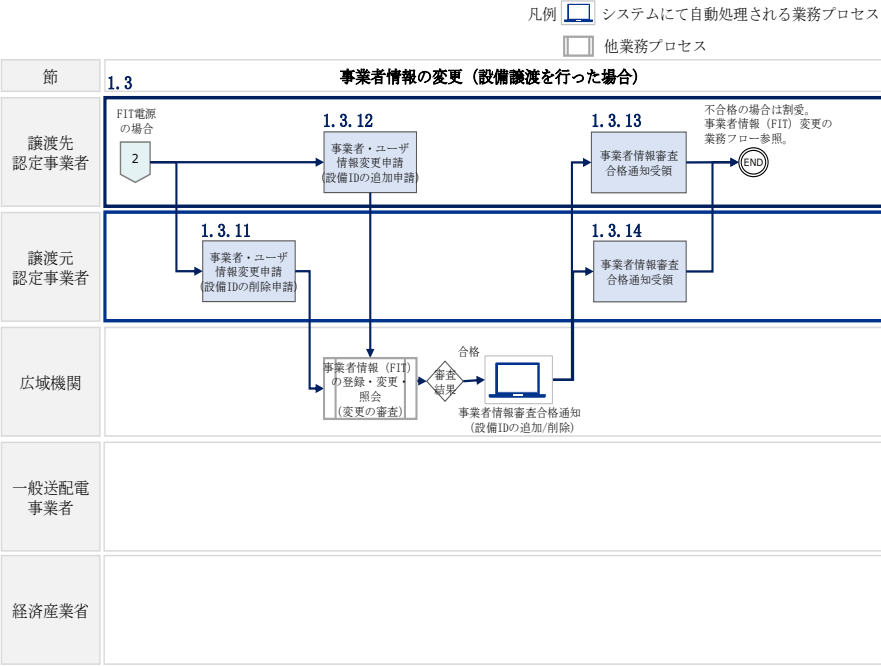 凡例
システムにて自動処理される業務プロセス
他業務プロセス
節
1.3
事業者情報の変更（設備譲渡を行った場合）
譲渡先
認定事業者
FIT電源
の場合
2
1.3.12
事業者・ユーザ
情報変更申請
(設備IDの追加申請)
1.3.13
事業者情報審査
合格通知受領
不合格の場合は割愛。
事業者情報（FIT）変更の
業務フロー参照。
END
譲渡元
認定事業者
1.3.11
事業者・ユーザ
情報変更申請
(設備IDの削除申請)
1.3.14
事業者情報審査
合格通知受領
広域機関
事業者情報（FIT）
の登録・変更・
照会
(変更の審査)
審査
結果
合格
事業者情報審査合格通知
(設備IDの追加/削除)
一般送配電
事業者
経済産業省